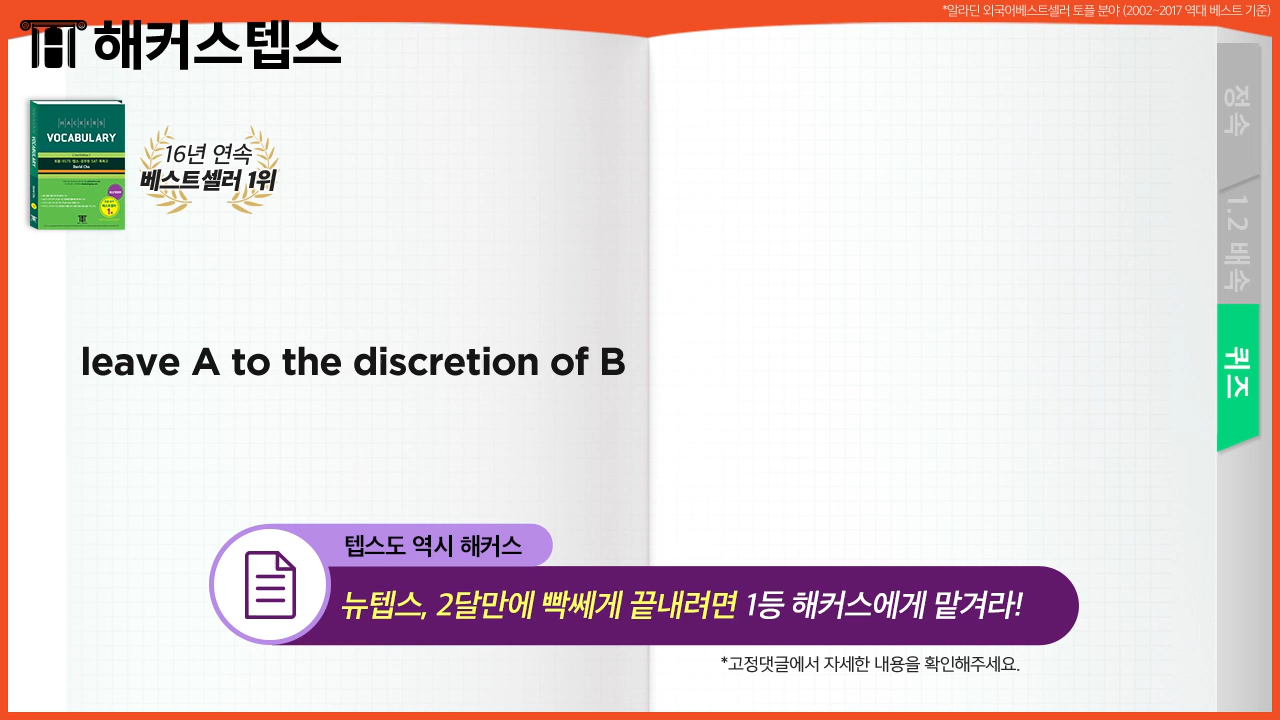 *알라딘 외국어베스트셀러 토플 분야 (2002~2017 역대 베스트 기준)
해커스텝스
HACKERS
VOCABULARY
David Cho
16년 연속
베스트셀러 1위
정속
1.2 배속
퀴즈
leave A to the discretion of B
텝스도 역시 해커스
뉴텝스, 2달만에 빡쎄게 끝내려면 1등 해커스에게 맡겨라!
*고정댓글에서 자세한 내용을 확인해주세요.